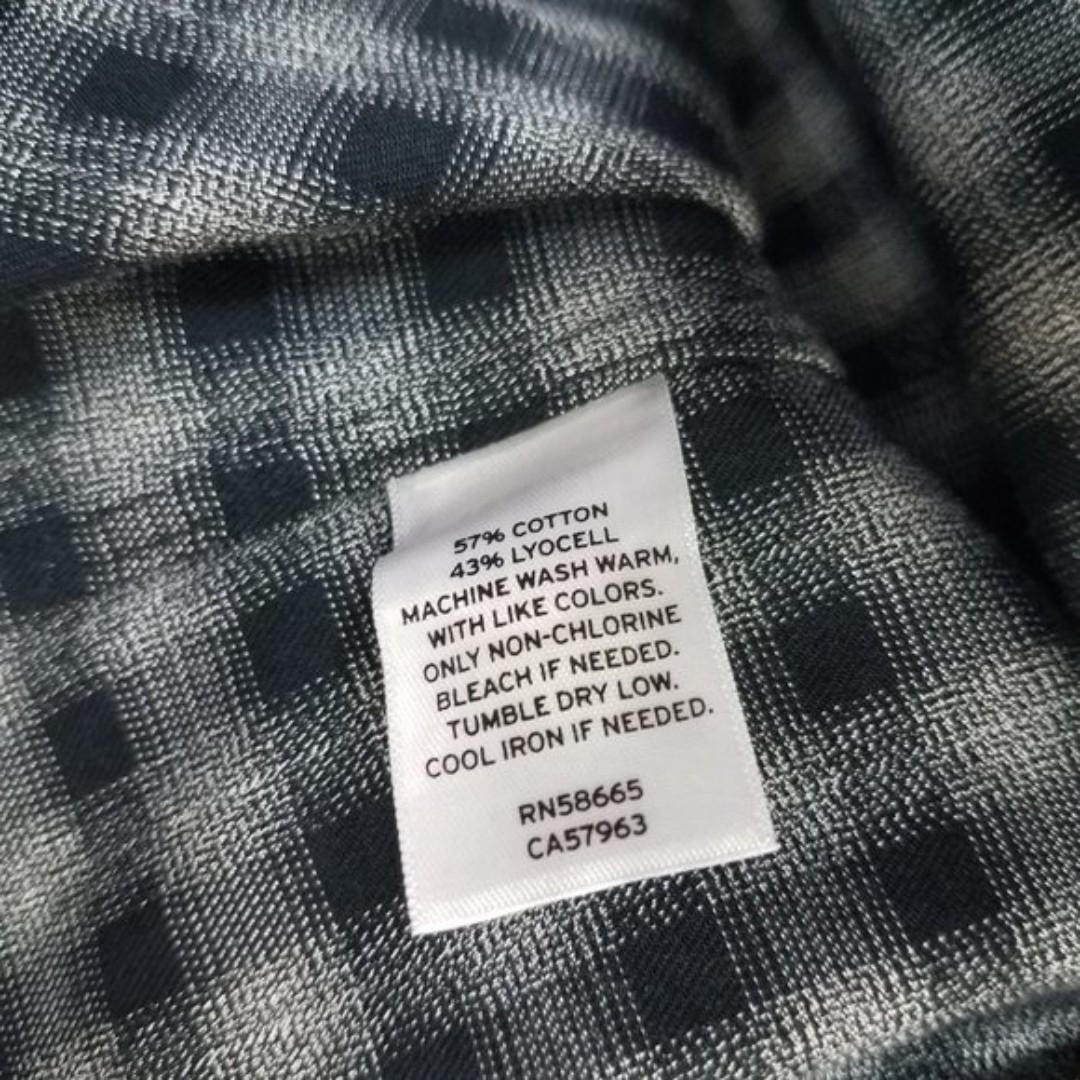 57% COTTON
43% LYOCELL
MACHINE WASH WARM,
WITH LIKE COLORS.
ONLY NON-CHLORINE
BLEACH IF NEEDED.
TUMBLE DRY LOW.
COOL IRON IF NEEDED.
RN58665
CA57963